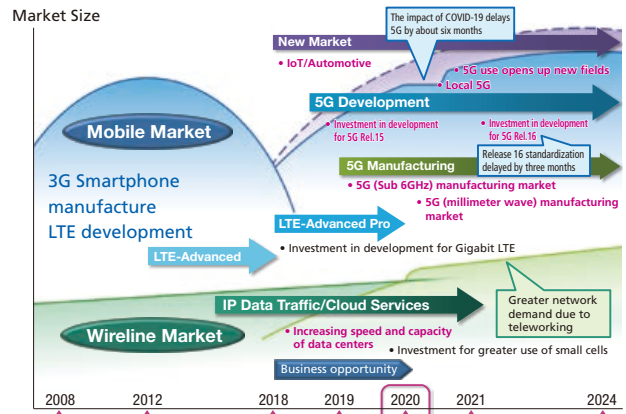 Market Size
The impact of COVID-19 delays
5G by about six months
New Market
• IoT/Automotive
• 5G use opens up new fields
• Local 5G
5G Development
Mobile Market
• Investment in development
for 5G Rel.15
• Investment in development
for 5G Rel.16
Release 16 standardization
delayed by three months
5G Manufacturing
3G Smartphone
manufacture
LTE development
• 5G (Sub 6GHz) manufacturing market
• 5G (millimeter wave) manufacturing
market
LTE-Advanced Pro
LTE-Advanced
• Investment in development for Gigabit LTE
IP Data Traffic/Cloud Services
Greater network
demand due to
teleworking
Wireline Market
• Increasing speed and capacity
of data centers
• Investment for greater use of small cells
Business opportunity
2008 2012 2018 2019 2020 2021 2024